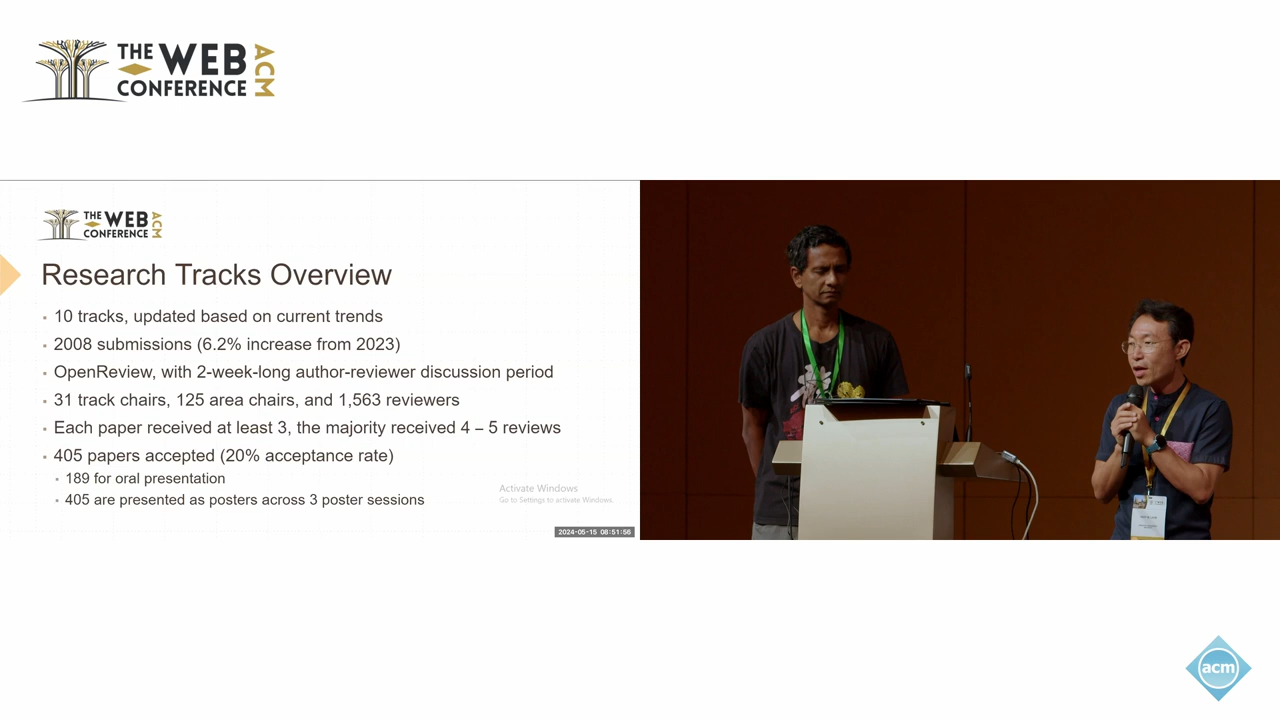 THE WEB CONFERENCE ACM
THE WEB CONFERENCE ACM
Research Tracks Overview
10 tracks, updated based on current trends
2008 submissions (6.2% increase from 2023)
OpenReview, with 2-week-long author-reviewer discussion period
31 track chairs, 125 area chairs, and 1,563 reviewers
Each paper received at least 3, the majority received 4 – 5 reviews
405 papers accepted (20% acceptance rate)
189 for oral presentation
405 are presented as posters across 3 poster sessions
Activate Windows
Go to Settings to activate Windows.
2024-05-15 08:51:56
acm